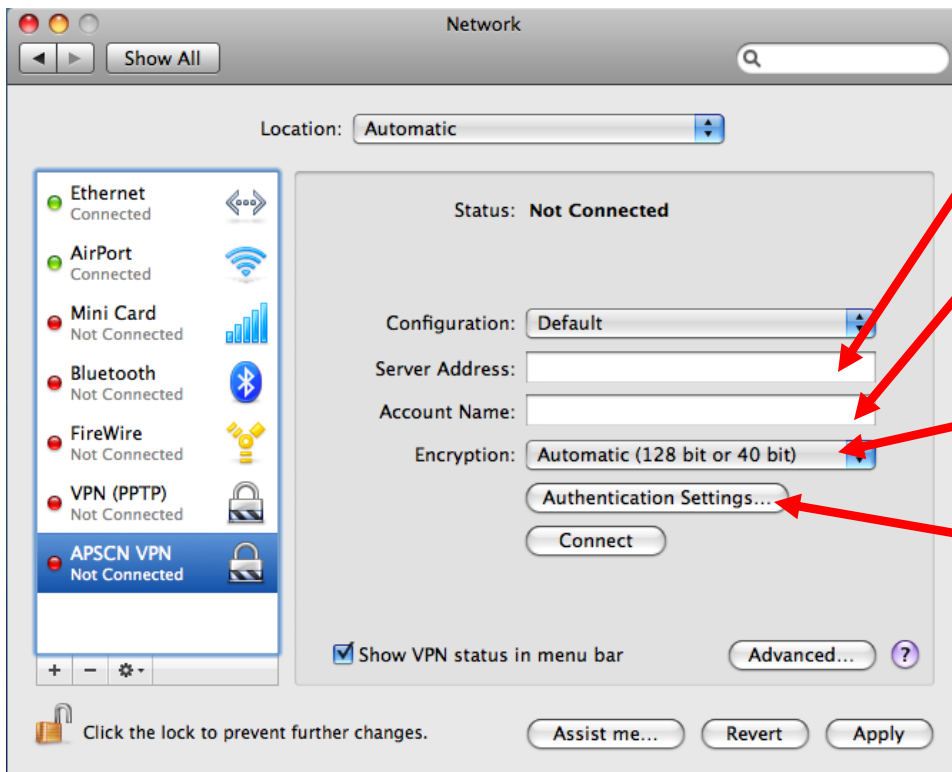 Network
Show All
Location: Automatic
Ethernet
Connected
AirPort
Connected
Mini Card
Not Connected
Bluetooth
Not Connected
FireWire
Not Connected
VPN (PPTP)
Not Connected
APSCN VPN
Not Connected
Status: Not Connected
Configuration: Default
Server Address:
Account Name:
Encryption: Automatic (128 bit or 40 bit)
Authentication Settings...
Connect
Show VPN status in menu bar
Advanced... ?
Click the lock to prevent further changes.
Assist me... Revert Apply